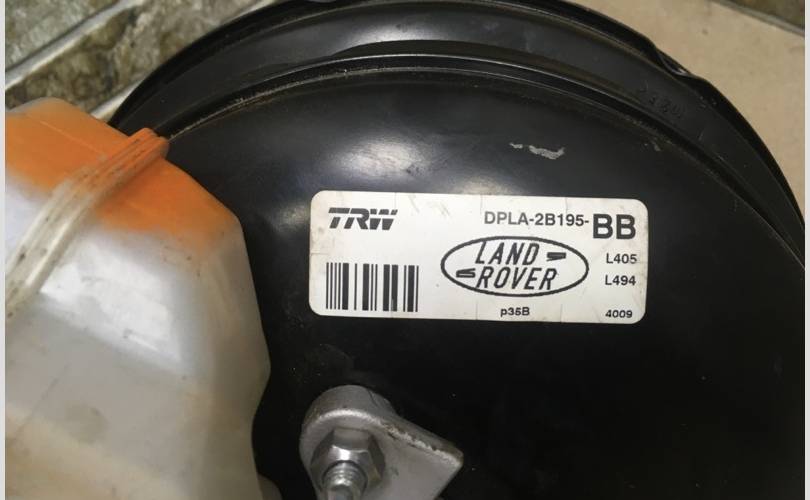 TRW
DPLA-2B195-BB
LAND
ROVER
L405
L494
p35B
4009